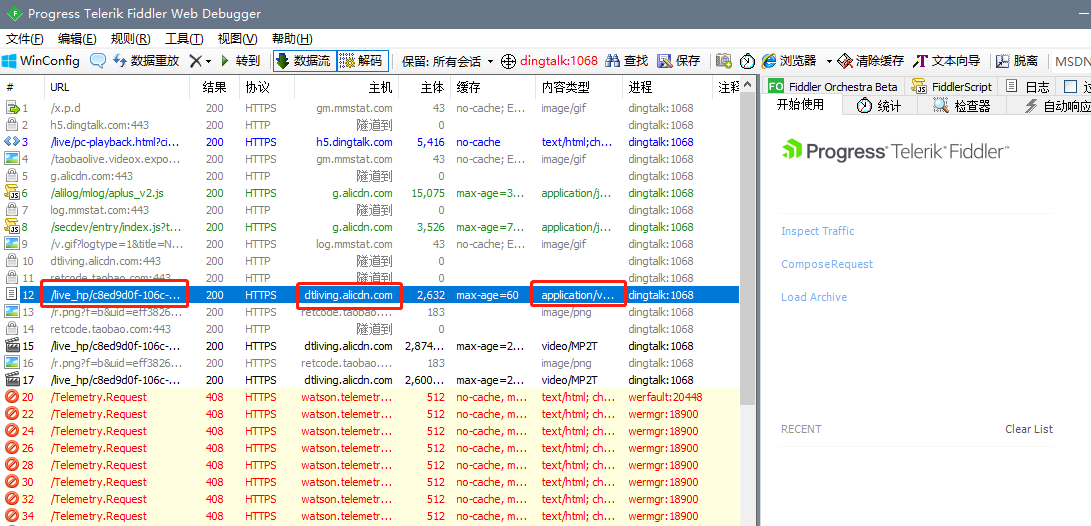 Progress Telerik Fiddler Web Debugger
文件(F) 编辑(E) 规则(R) 工具(T) 视图(V) 帮助(H)
WinConfig 数据重放 转到 数据流 解码 保留: 所有会话 dingtalk:1068 查找 保存 浏览器 清除缓存 文本向导 脱离 MSDN
# URL 结果 协议 主机 主体 缓存 内容类型 进程 注释
Fiddler Orchestra Beta FiddlerScript 日志
开始使用 统计 检查器 自动响应
1 /x.p.d 200 HTTPS gm.mmstat.com 43 no-cache; E... image/gif dingtalk:1068
2 h5.dingtalk.com:443 200 HTTP 隧道到 0 dingtalk:1068
3 /live/pc-playback.html?ci... 200 HTTPS h5.dingtalk.com 5,416 no-cache text/html;ch... dingtalk:1068
4 /taobaolive.videox.expo... 200 HTTPS gm.mmstat.com 43 no-cache; E... image/gif dingtalk:1068
5 g.alicdn.com:443 200 HTTP 隧道到 0 dingtalk:1068
6 /alilog/mlog/aplus_v2.js 200 HTTPS g.alicdn.com 15,075 max-age=3... application/j... dingtalk:1068
7 log.mmstat.com:443 200 HTTP 隧道到 0 dingtalk:1068
8 /secdev/entry/index.js?t... 200 HTTPS g.alicdn.com 3,526 max-age=7... application/j... dingtalk:1068
9 /v.gif?logtype=1&title=N... 200 HTTPS log.mmstat.com 43 no-cache; E... image/gif dingtalk:1068
10 dtliving.alicdn.com:443 200 HTTP 隧道到 0 dingtalk:1068
11 retcode.taobao.com:443 200 HTTP 隧道到 0 dingtalk:1068
12 /live_hp/c8ed9d0f-106c-... 200 HTTPS dtliving.alicdn.com 2,632 max-age=60 application/v... dingtalk:1068
13 /r.png?f=b&uid=eff3826... 200 HTTPS retcode.taobao.... 183 image/png dingtalk:1068
14 retcode.taobao.com:443 200 HTTP 隧道到 0 dingtalk:1068
15 /live_hp/c8ed9d0f-106c-... 200 HTTPS dtliving.alicdn.com 2,874... max-age=2... video/MP2T dingtalk:1068
16 /r.png?f=b&uid=eff3826... 200 HTTPS retcode.taobao.... 183 image/png dingtalk:1068
17 /live_hp/c8ed9d0f-106c-... 200 HTTPS dtliving.alicdn.com 2,600... max-age=2... video/MP2T dingtalk:1068
20 /Telemetry.Request 408 HTTPS watson.telemetr... 512 no-cache, m... text/html; ch... werfault:20448
22 /Telemetry.Request 408 HTTPS watson.telemetr... 512 no-cache, m... text/html; ch... wermgr:18900
24 /Telemetry.Request 408 HTTPS watson.telemetr... 512 no-cache, m... text/html; ch... wermgr:18900
26 /Telemetry.Request 408 HTTPS watson.telemetr... 512 no-cache, m... text/html; ch... wermgr:18900
28 /Telemetry.Request 408 HTTPS watson.telemetr... 512 no-cache, m... text/html; ch... wermgr:18900
30 /Telemetry.Request 408 HTTPS watson.telemetr... 512 no-cache, m... text/html; ch... wermgr:18900
32 /Telemetry.Request 408 HTTPS watson.telemetr... 512 no-cache, m... text/html; ch... wermgr:18900
34 /Telemetry.Request 408 HTTPS watson.telemetr... 512 no-cache, m... text/html; ch... wermgr:18900
Progress Telerik Fiddler
Inspect Traffic
ComposeRequest
Load Archive
RECENT Clear List